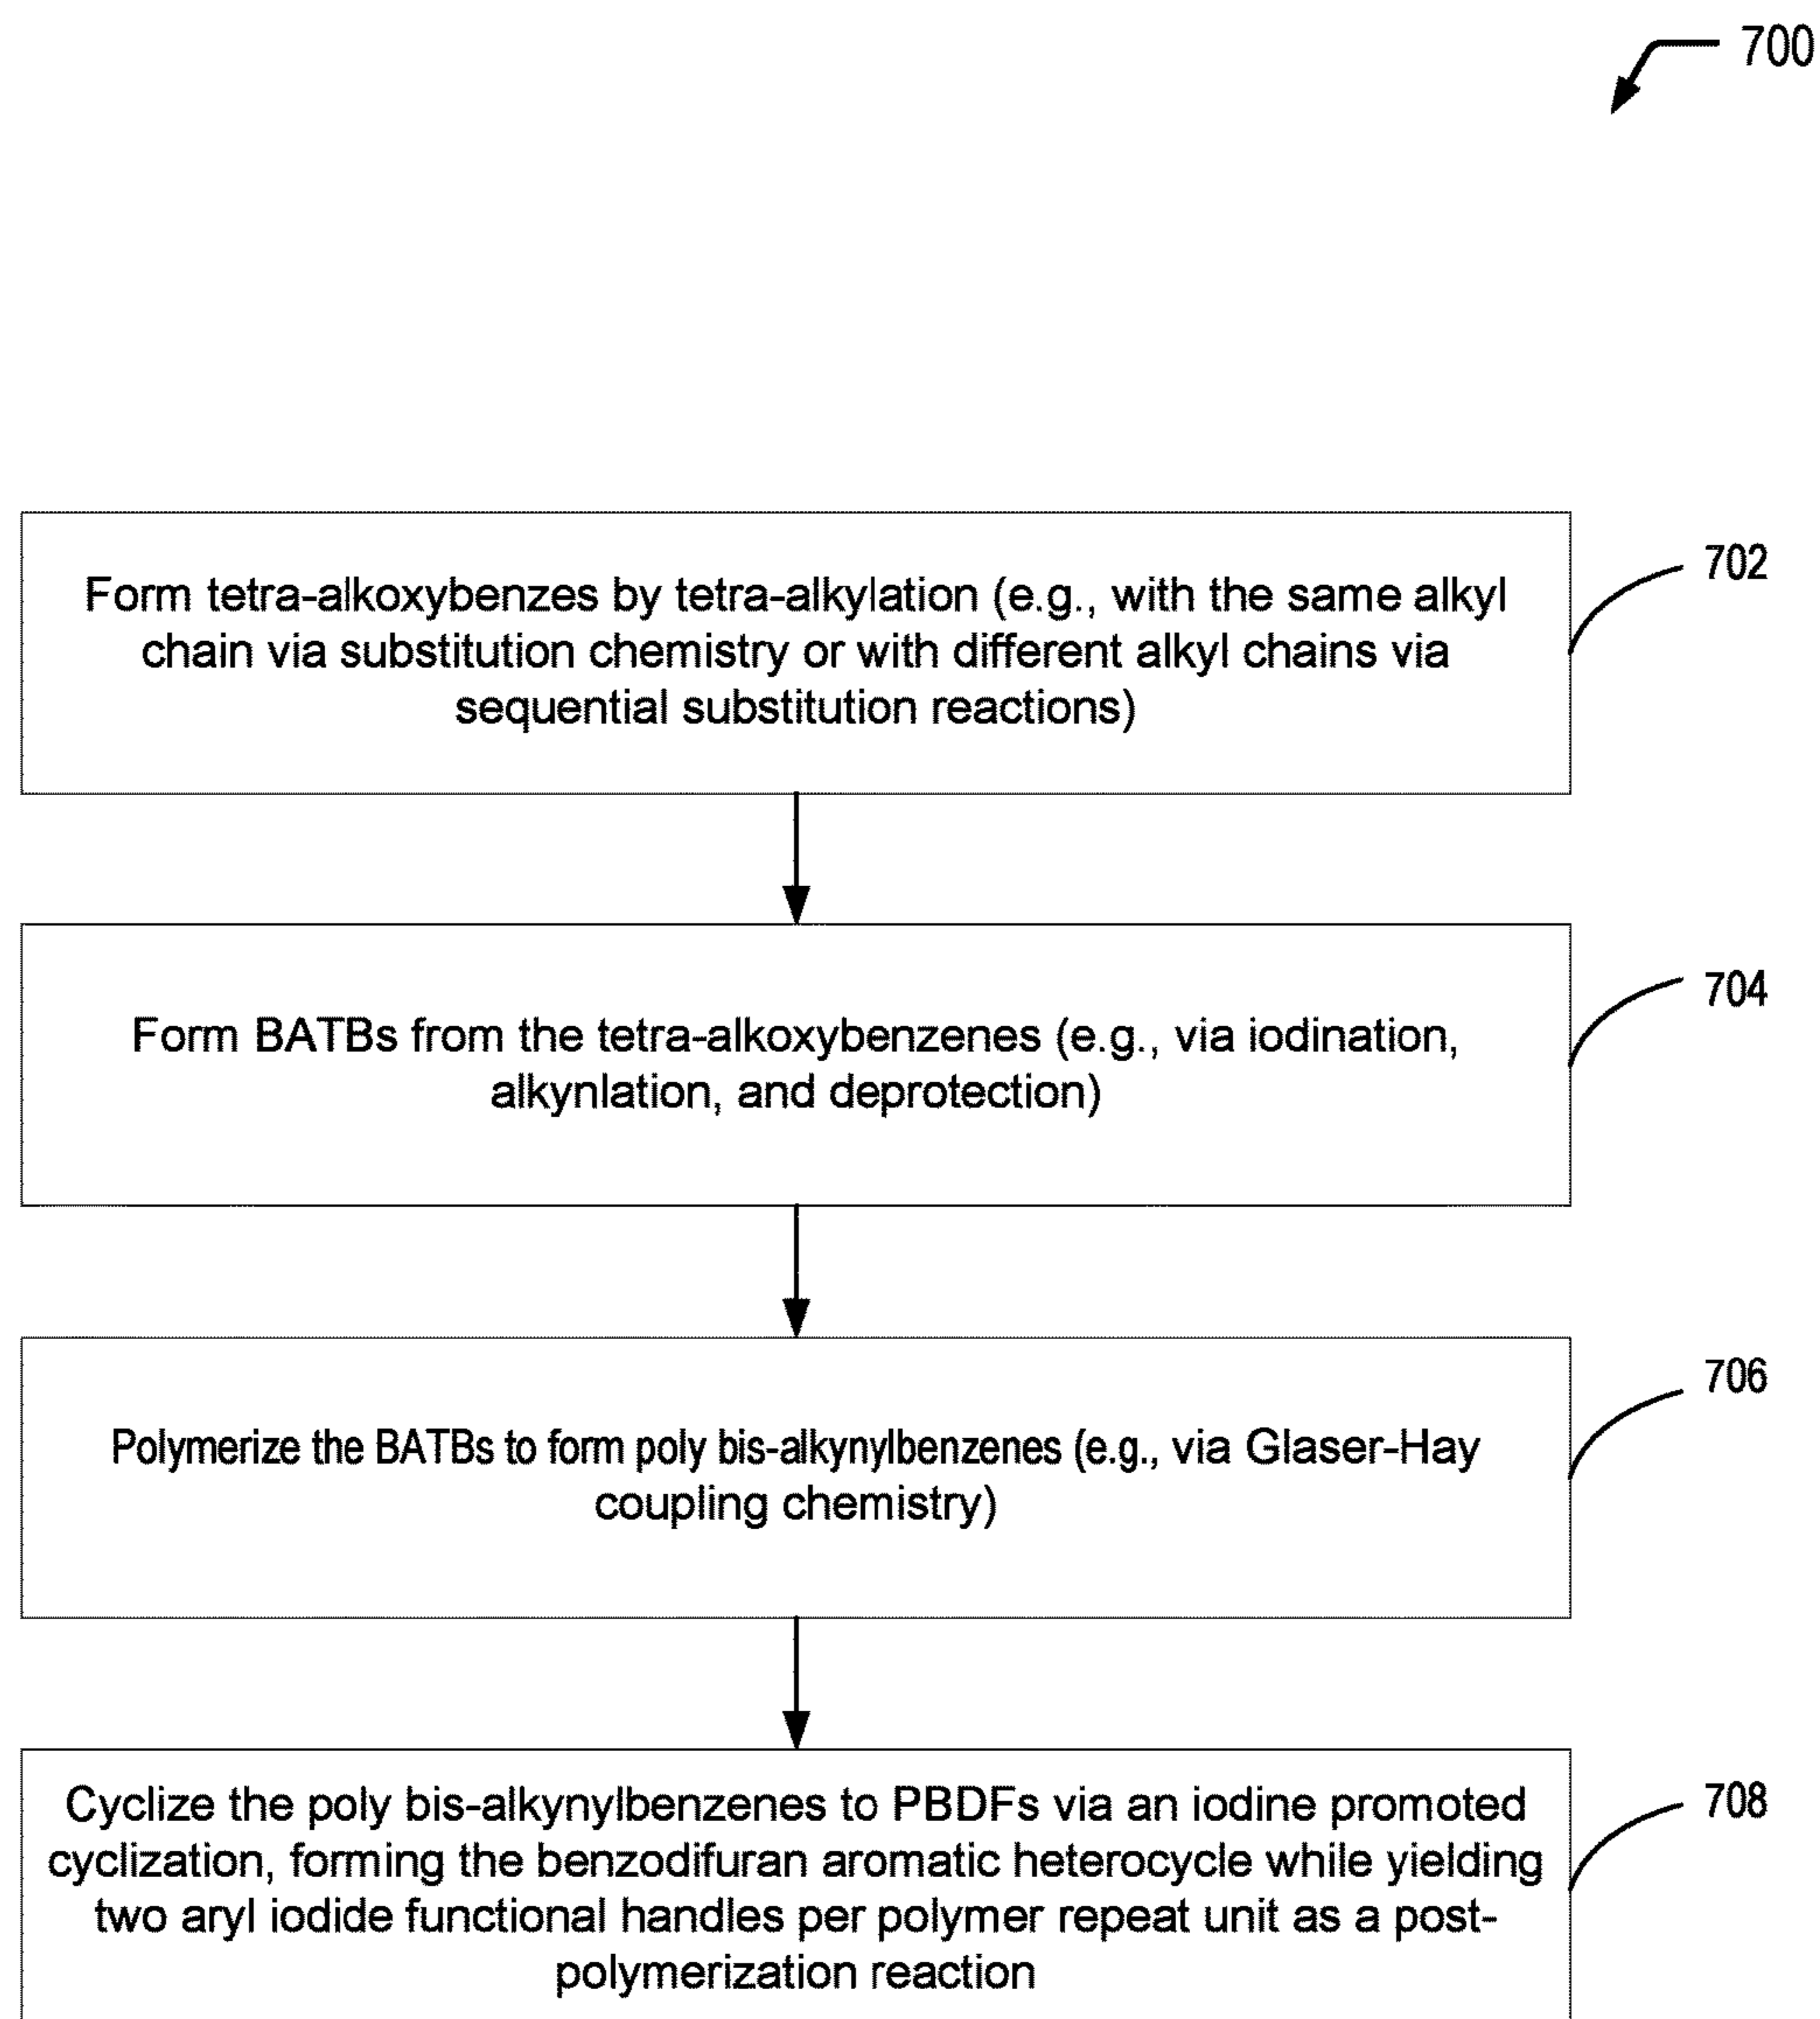 700
Form tetra-alkoxybenzes by tetra-alkylation (e.g., with the same alkyl
chain via substitution chemistry or with different alkyl chains via
sequential substitution reactions)
702
Form BATBs from the tetra-alkoxybenzenes (e.g., via iodination,
alkynlation, and deprotection)
704
Polymerize the BATBs to form poly bis-alkynylbenzenes (e.g., via Glaser-Hay
coupling chemistry)
706
Cyclize the poly bis-alkynylbenzenes to PBDFs via an iodine promoted
cyclization, forming the benzodifuran aromatic heterocycle while yielding
two aryl iodide functional handles per polymer repeat unit as a post-
polymerization reaction
708